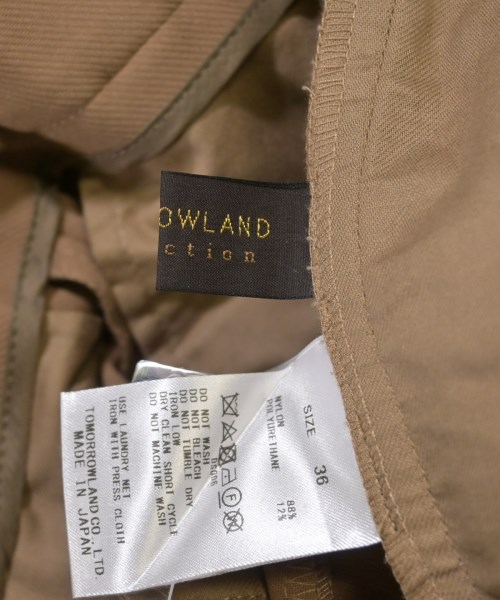 OWLAND
ction
SIZE 36
NYLON 88%
POLYURETHANE 12%
DO NOT WASH
DO NOT BLEACH
DO NOT TUMBLE DRY
IRON LOW
DRY CLEAN SHORT CYCLE
DO NOT MACHINE WASH
USE LAUNDRY NET
IRON WITH PRESS CLOTH
TOMORROWLAND CO., LTD.
MADE IN JAPAN